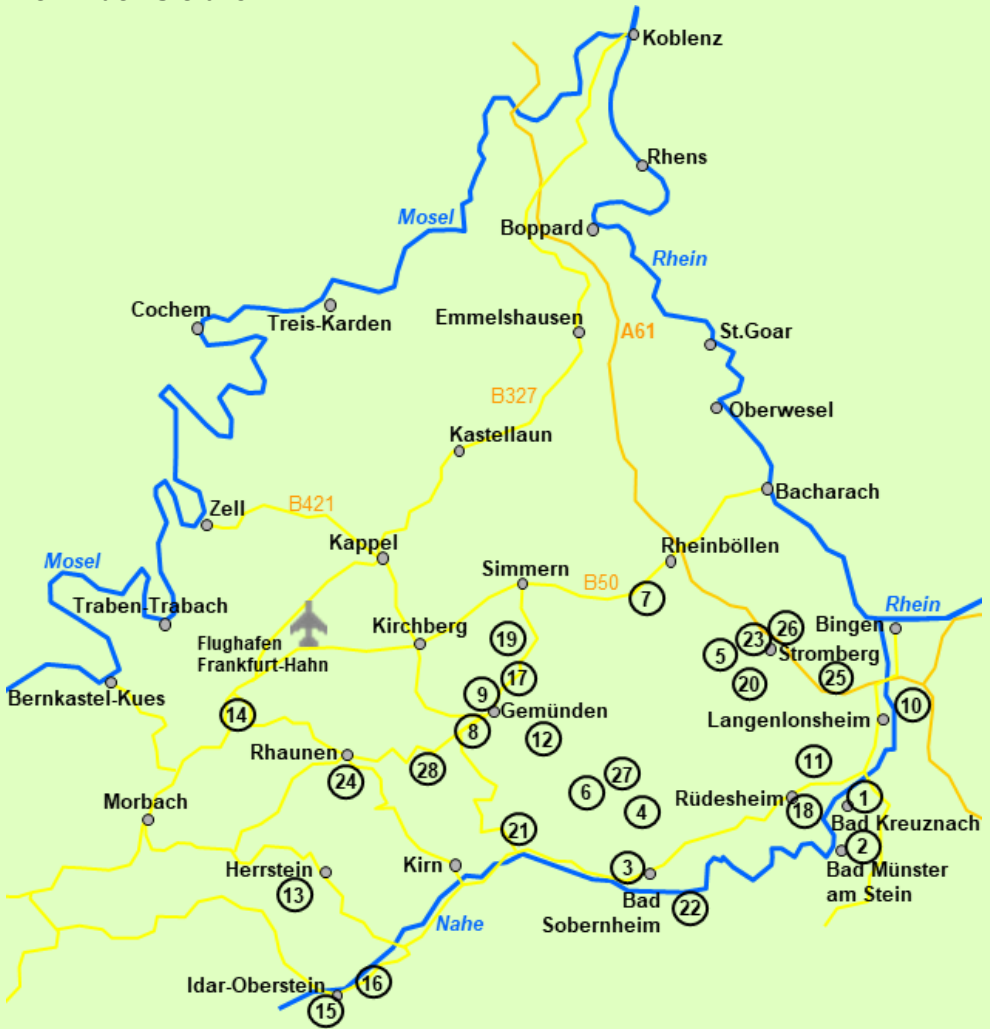 Koblenz
Rhens
Mosel
Boppard
Rhein
Cochem
Treis-Karden
Emmelshausen
A61
St.Goar
B327
Oberwesel
Kastellaun
Bacharach
Zell
B421
Kappel
Rheinböllen
Mosel
Simmern
B50
7
Traben-Trabach
Rhein
Flughafen
Frankfurt-Hahn
Kirchberg
19
5
23
26
Bingen
Stromberg
Bernkastel-Kues
9
17
20
25
14
Gemünden
8
12
Langenlonsheim
10
Rhaunen
24
28
27
11
6
4
Morbach
Rüdesheim
18
1
Bad Kreuznach
21
2
Herrstein
Kirn
3
Bad Münster
am Stein
13
Bad
Sobernheim
22
Nahe
Idar-Oberstein
16
15